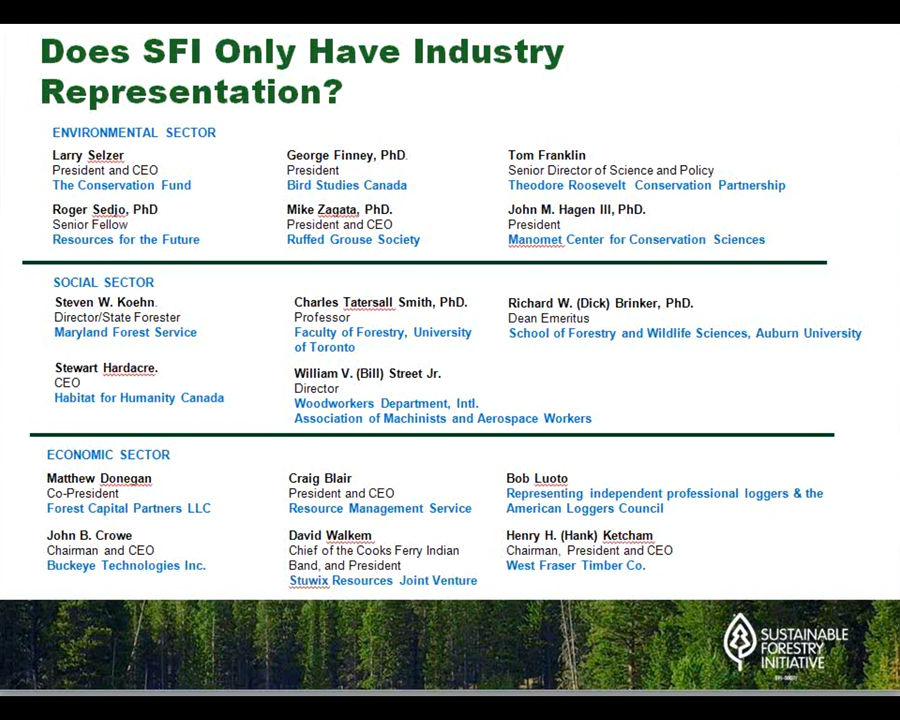 Does SFI Only Have Industry
Representation?
ENVIRONMENTAL SECTOR
Larry Selzer
President and CEO
The Conservation Fund
George Finney, PhD.
President
Bird Studies Canada
Tom Franklin
Senior Director of Science and Policy
Theodore Roosevelt Conservation Partnership
Roger Sedjo, PhD
Senior Fellow
Resources for the Future
Mike Zagata, PhD.
President and CEO
Ruffed Grouse Society
John M. Hagen III, PhD.
President
Manomet Center for Conservation Sciences
SOCIAL SECTOR
Steven W. Koehn.
Director/State Forester
Maryland Forest Service
Charles Tatersall Smith, PhD.
Professor
Faculty of Forestry, University
of Toronto
Richard W. (Dick) Brinker, PhD.
Dean Emeritus
School of Forestry and Wildlife Sciences, Auburn University
Stewart Hardacre.
CEO
Habitat for Humanity Canada
William V. (Bill) Street Jr.
Director
Woodworkers Department, Intl.
Association of Machinists and Aerospace Workers
ECONOMIC SECTOR
Matthew Donegan
Co-President
Forest Capital Partners LLC
Craig Blair
President and CEO
Resource Management Service
Bob Luoto
Representing independent professional loggers & the
American Loggers Council
John B. Crowe
Chairman and CEO
Buckeye Technologies Inc.
David Walkem
Chief of the Cooks Ferry Indian
Band, and President
Stuwix Resources Joint Venture
Henry H. (Hank) Ketcham
Chairman, President and CEO
West Fraser Timber Co.
SUSTAINABLE
FORESTRY
INITIATIVE